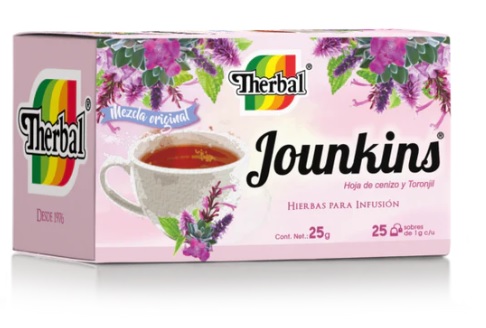 Therbal®
DESDE 1976
Mezcla original
Therbal®
Jounkins®
Hoja de cenizo y Toronjil
HIERBAS PARA INFUSIÓN
Cont. Net.: 25g
25 sobres
de 1g c/u